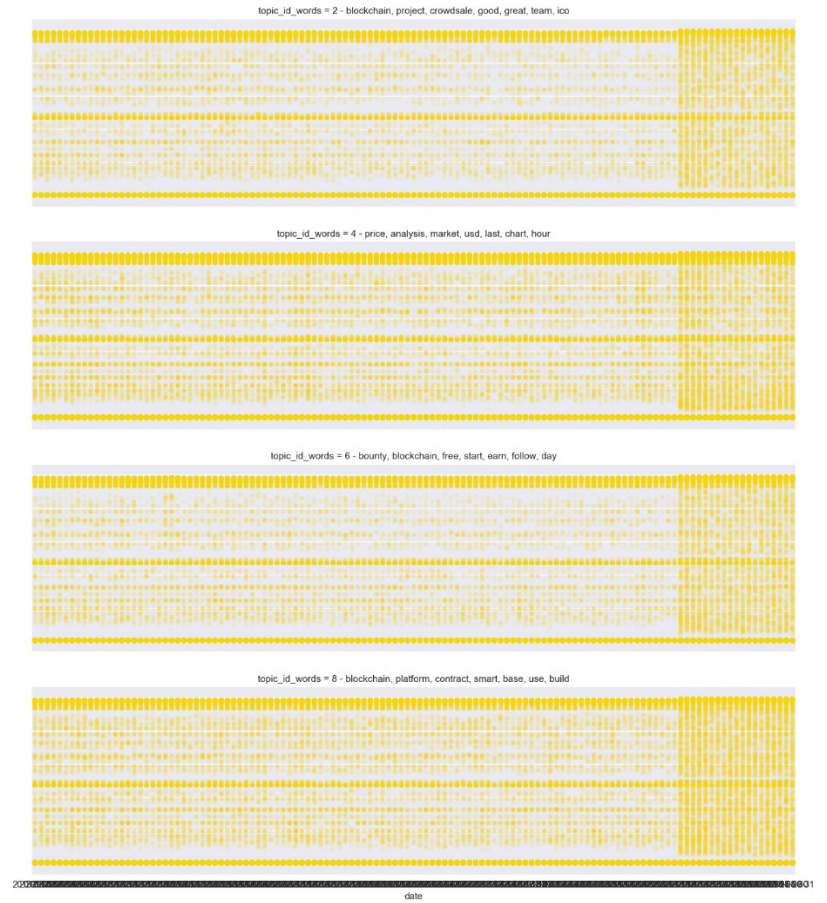 topic_id_words = 2 - blockchain, project, crowdsale, good, great, team, ico
topic_id_words = 4 - price, analysis, market, usd, last, chart, hour
topic_id_words = 6 - bounty, blockchain, free, start, earn, follow, day
topic_id_words = 8 - blockchain, platform, contract, smart, base, use, build
date